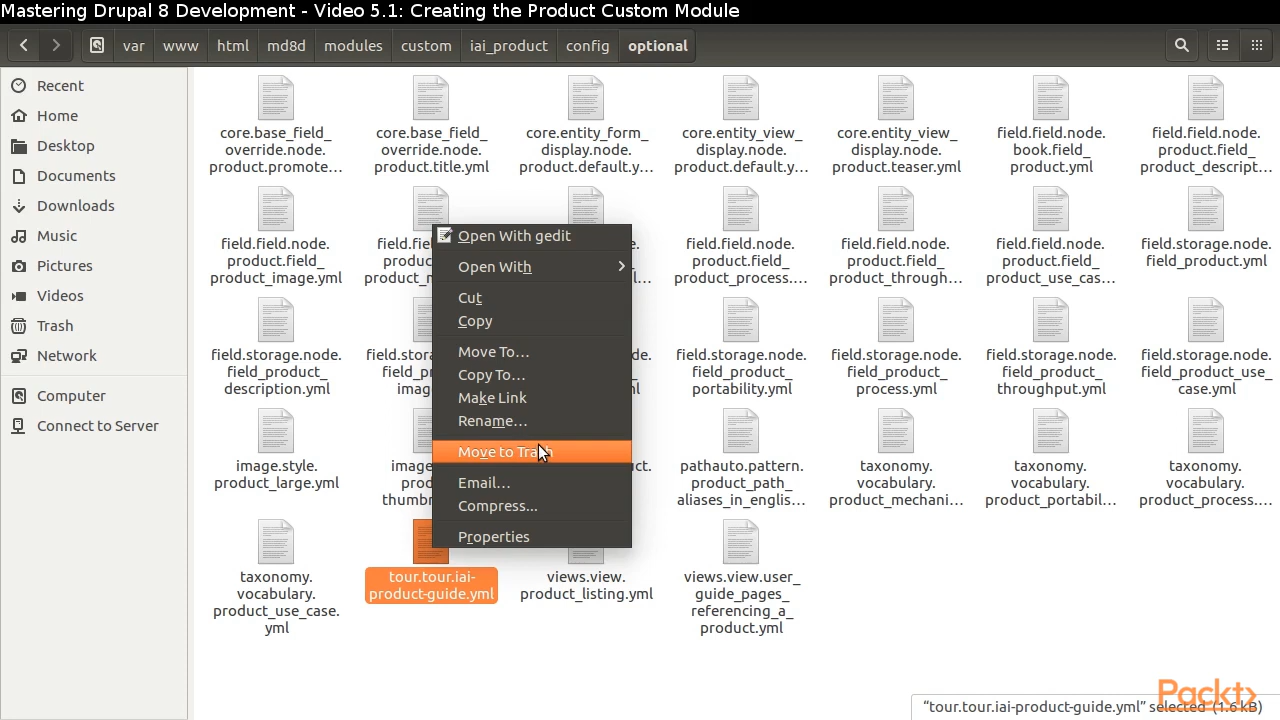 Mastering Drupal 8 Development - Video 5.1: Creating the Product Custom Module
var www html md8d modules custom iai_product config optional
Recent
Home
Desktop
Documents
Downloads
Music
Pictures
Videos
Trash
Network
Computer
Connect to Server
core.base_field_
override.node.
product.promote...
core.base_field_
override.node.
product.title.yml
core.entity_form_
display.node.
product.default.y...
core.entity_view_
display.node.
product.default.y...
core.entity_view_
display.node.
product.teaser.yml
field.field.node.
book.field_
product.yml
field.field.node.
product.field_
product_descript...
field.field.node.
product.field_
product_image.yml
field.field.node.
product.field_
product_process....
field.field.node.
product.field_
product_through...
field.field.node.
product.field_
product_use_cas...
field.storage.node.
field_product.yml
field.storage.node.
field_product_
description.yml
field.storage.node.
field_product_
portability.yml
field.storage.node.
field_product_
process.yml
field.storage.node.
field_product_
throughput.yml
field.storage.node.
field_product_use_
case.yml
image.style.
product_large.yml
pathauto.pattern.
product_path_
aliases_in_englis...
taxonomy.
vocabulary.
product_mechani...
taxonomy.
vocabulary.
product_portabil...
taxonomy.
vocabulary.
product_process....
taxonomy.
vocabulary.
product_use_case.
yml
tour.tour.iai-
product-guide.yml
views.view.
product_listing.yml
views.view.user_
guide_pages_
referencing_a_
product.yml
Open With gedit
Open With
Cut
Copy
Move To...
Copy To...
Make Link
Rename...
Move to Trash
Email...
Compress...
Properties
Packt
"tour.tour.iai-product-guide.yml" selected (1.6 kB)